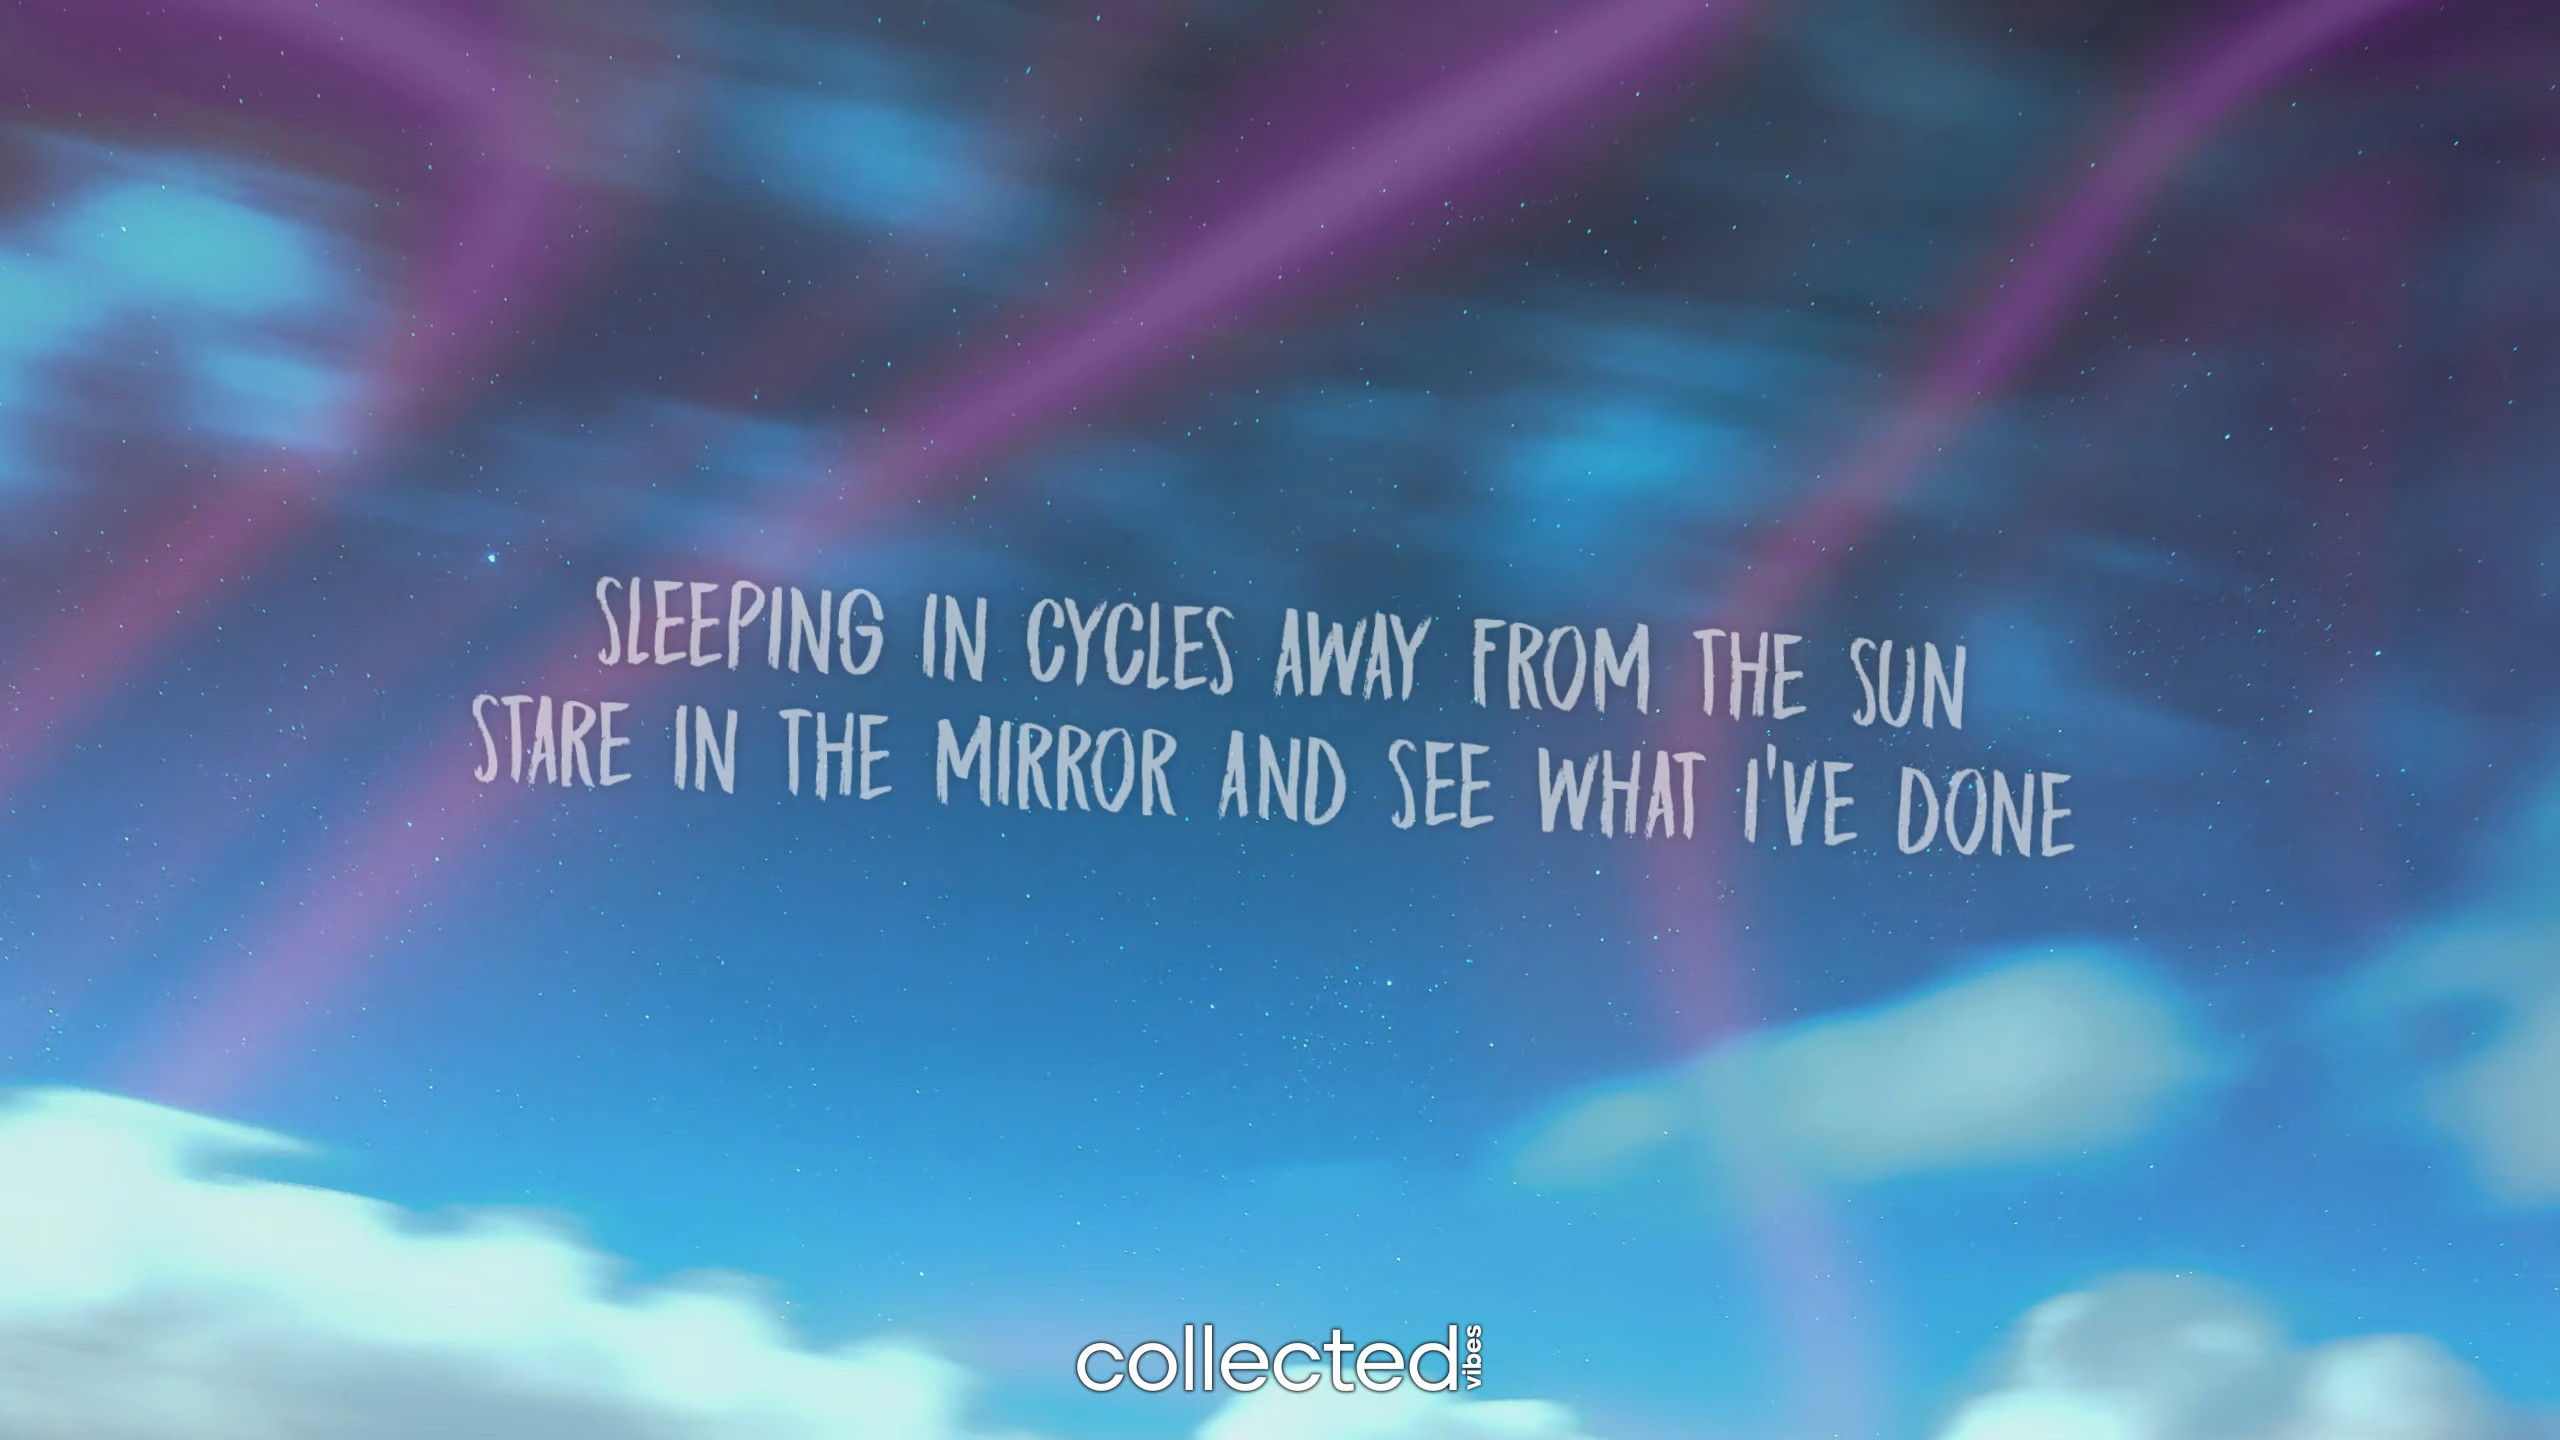 SLEEPING IN CYCLES AWAY FROM THE SUN
STARE IN THE MIRROR AND SEE WHAT I'VE DONE
collected vibes